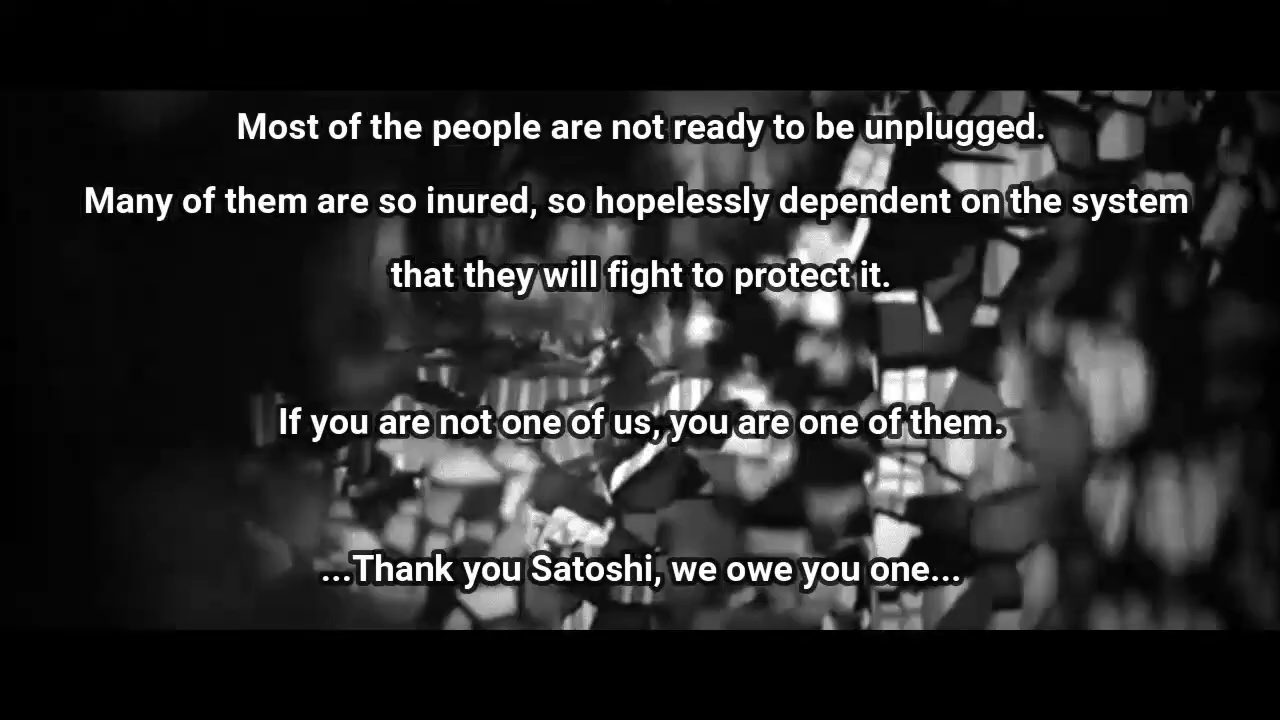 Most of the people are not ready to be unplugged.
Many of them are so inured, so hopelessly dependent on the system
that they will fight to protect it.
If you are not one of us, you are one of them.
...Thank you Satoshi, we owe you one...